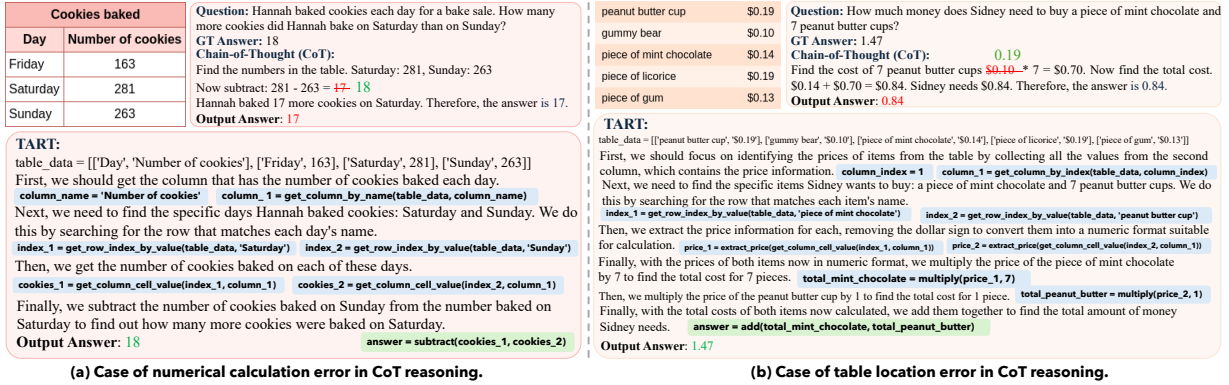 Cookies baked
Day Number of cookies
Friday 163
Saturday 281
Sunday 263
Question: Hannah baked cookies each day for a bake sale. How many
more cookies did Hannah bake on Saturday than on Sunday?
GT Answer: 18
Chain-of-Thought (CoT):
Find the numbers in the table. Saturday: 281, Sunday: 263
Now subtract: 281 - 263 = 17 18
Hannah baked 17 more cookies on Saturday. Therefore, the answer is 17.
Output Answer: 17
TART:
table_data = [['Day', 'Number of cookies'], ['Friday', 163], ['Saturday', 281], ['Sunday', 263]]
First, we should get the column that has the number of cookies baked each day.
column_name = 'Number of cookies' column_ 1 = get_column_by_name(table_data, column_name)
Next, we need to find the specific days Hannah baked cookies: Saturday and Sunday. We do
this by searching for the row that matches each day's name.
index_1 = get_row_index_by_value(table_data, 'Saturday') index_2 = get_row_index_by_value(table_data, 'Sunday')
Then, we get the number of cookies baked on each of these days.
cookies_1 = get_column_cell_value(index_1, column_1) cookies_2 = get_column_cell_value(index_2, column_1)
Finally, we subtract the number of cookies baked on Sunday from the number baked on
Saturday to find out how many more cookies were baked on Saturday.
Output Answer: 18 answer = subtract(cookies_1, cookies_2)
(a) Case of numerical calculation error in CoT reasoning.
peanut butter cup $0.19
gummy bear $0.10
piece of mint chocolate $0.14
piece of licorice $0.19
piece of gum $0.13
Question: How much money does Sidney need to buy a piece of mint chocolate and
7 peanut butter cups?
GT Answer: 1.47
Chain-of-Thought (CoT): 0.19
Find the cost of 7 peanut butter cups $0.10 * 7 = $0.70. Now find the total cost.
$0.14 + $0.70 = $0.84. Sidney needs $0.84. Therefore, the answer is 0.84.
Output Answer: 0.84
TART:
table_data = [['peanut butter cup', '$0.19'], ['gummy bear', '$0.10'], ['piece of mint chocolate', '$0.14'], ['piece of licorice', '$0.19'], ['piece of gum', '$0.13']]
First, we should focus on identifying the prices of items from the table by collecting all the values from the second
column, which contains the price information. column_index = 1 column_1 = get_column_by_index(table_data, column_index)
Next, we need to find the specific items Sidney wants to buy: a piece of mint chocolate and 7 peanut butter cups. We do
this by searching for the row that matches each item's name.
index_1 = get_row_index_by_value(table_data, 'piece of mint chocolate') index_2 = get_row_index_by_value(table_data, 'peanut butter cup')
Then, we extract the price information for each, removing the dollar sign to convert them into a numeric format suitable
for calculation. price_1 = extract_price(get_column_cell_value(index_1, column_1)) price_2 = extract_price(get_column_cell_value(index_2, column_1))
Finally, with the prices of both items now in numeric format, we multiply the price of the piece of mint chocolate
by 7 to find the total cost for 7 pieces. total_mint_chocolate = multiply(price_1, 7)
Then, we multiply the price of the peanut butter cup by 1 to find the total cost for 1 piece. total_peanut_butter = multiply(price_2, 1)
Finally, with the total costs of both items now calculated, we add them together to find the total amount of money
Sidney needs. answer = add(total_mint_chocolate, total_peanut_butter)
Output Answer: 1.47
(b) Case of table location error in CoT reasoning.